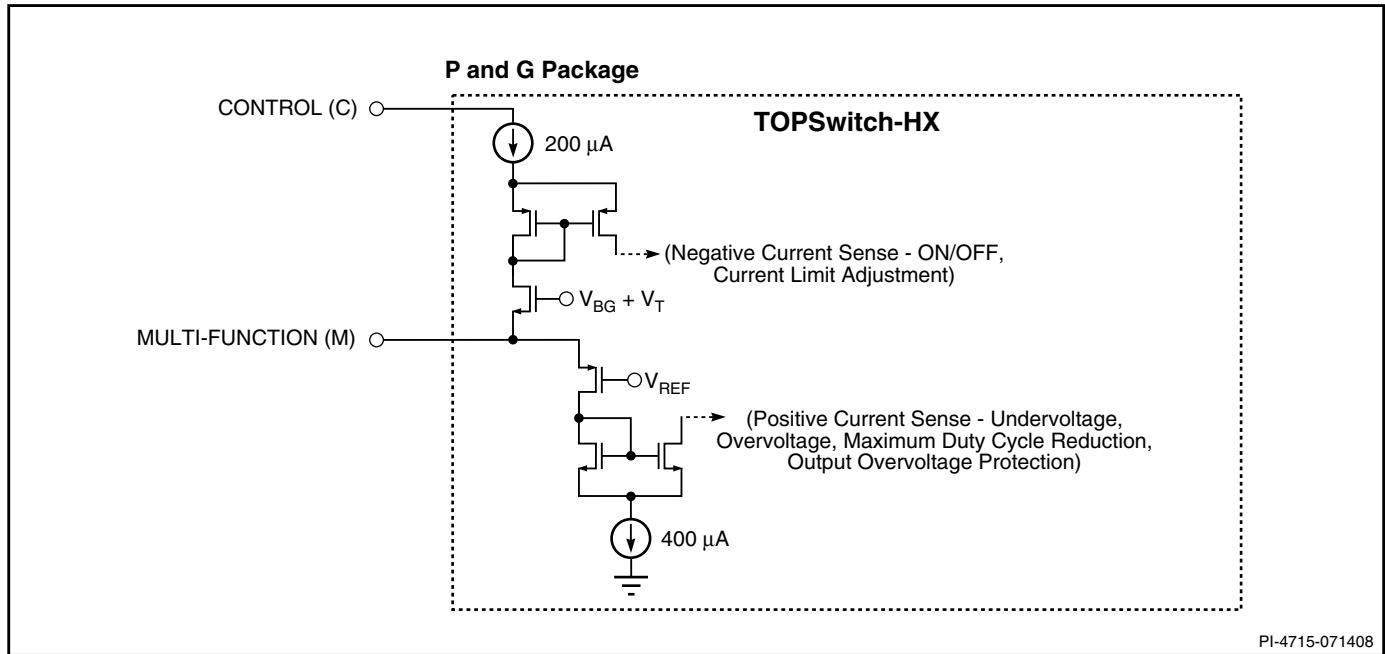 P and G Package
CONTROL (C)
TOPSwitch-HX
200 μA
(Negative Current Sense - ON/OFF,
Current Limit Adjustment)
V_BG + V_T
MULTI-FUNCTION (M)
V_REF
(Positive Current Sense - Undervoltage,
Overvoltage, Maximum Duty Cycle Reduction,
Output Overvoltage Protection)
400 μA
PI-4715-071408